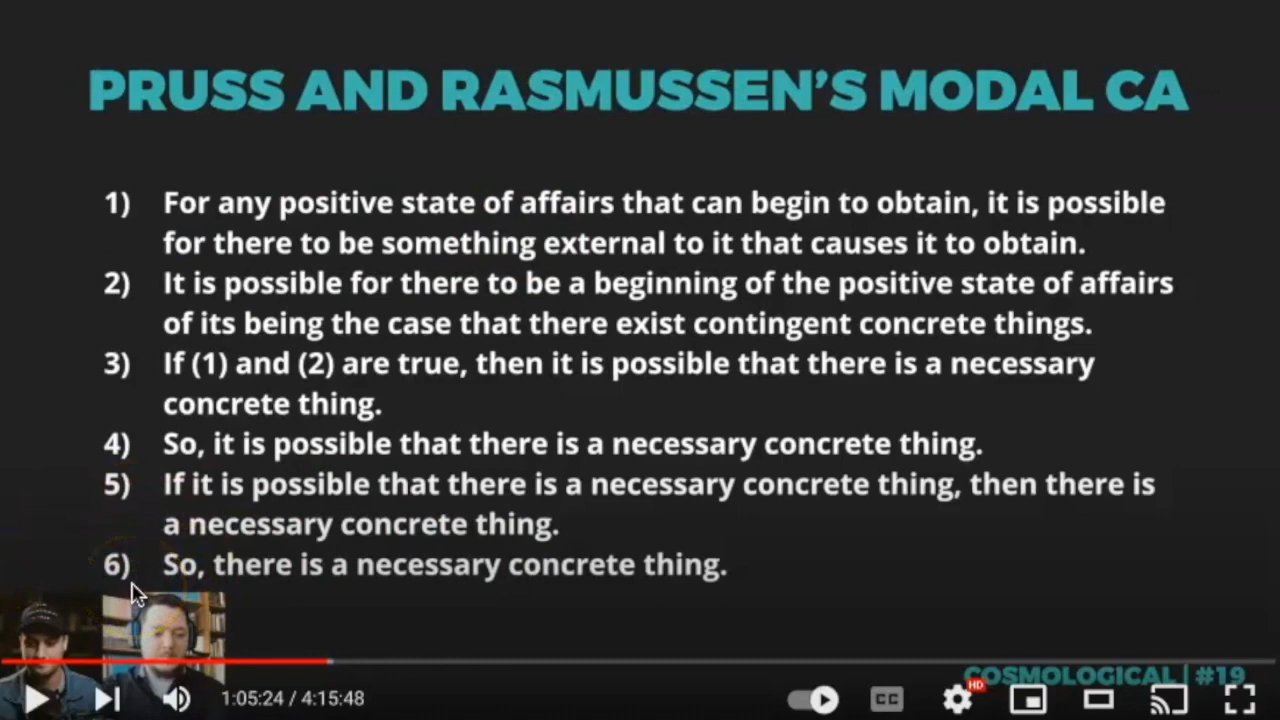 PRUSS AND RASMUSSEN'S MODAL CA
1) For any positive state of affairs that can begin to obtain, it is possible
for there to be something external to it that causes it to obtain.
2) It is possible for there to be a beginning of the positive state of affairs
of its being the case that there exist contingent concrete things.
3) If (1) and (2) are true, then it is possible that there is a necessary
concrete thing.
4) So, it is possible that there is a necessary concrete thing.
5) If it is possible that there is a necessary concrete thing, then there is
a necessary concrete thing.
6) So, there is a necessary concrete thing.
COSMOLOGICAL | #19
1:05:24 / 4:15:48
CC
HD